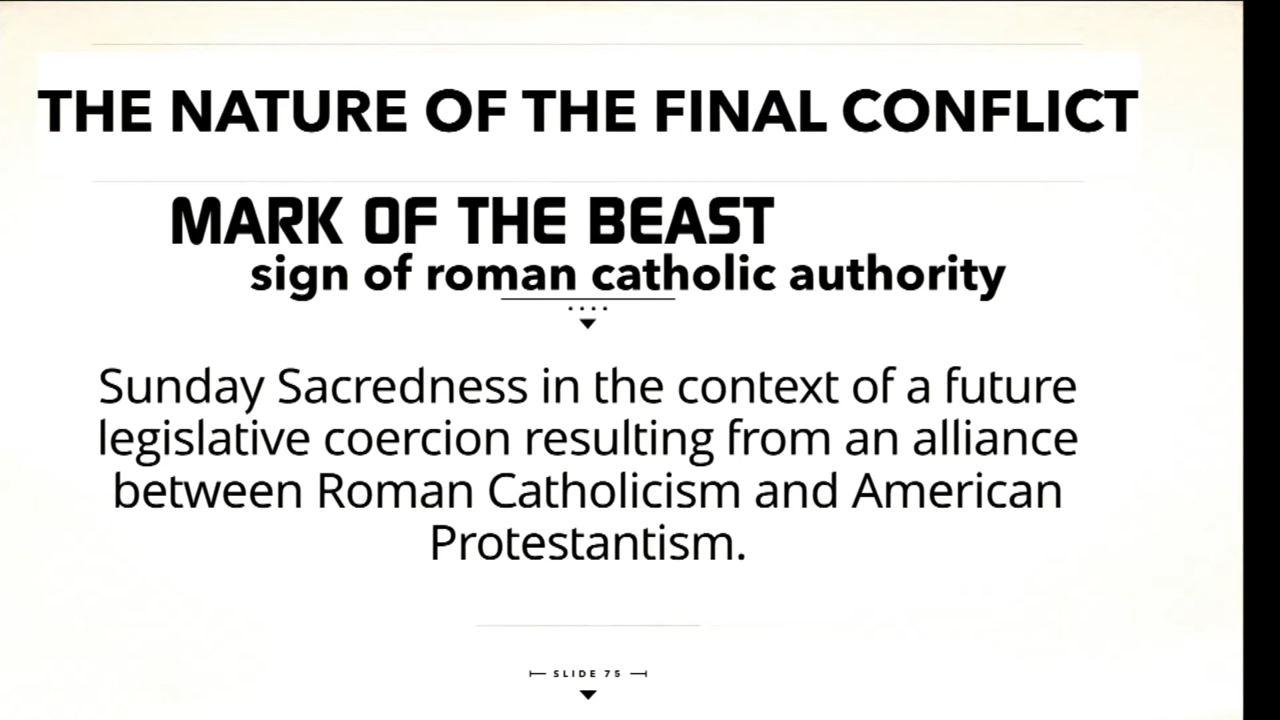 THE NATURE OF THE FINAL CONFLICT
MARK OF THE BEAST
sign of roman catholic authority
Sunday Sacredness in the context of a future
legislative coercion resulting from an alliance
between Roman Catholicism and American
Protestantism.
SLIDE 75